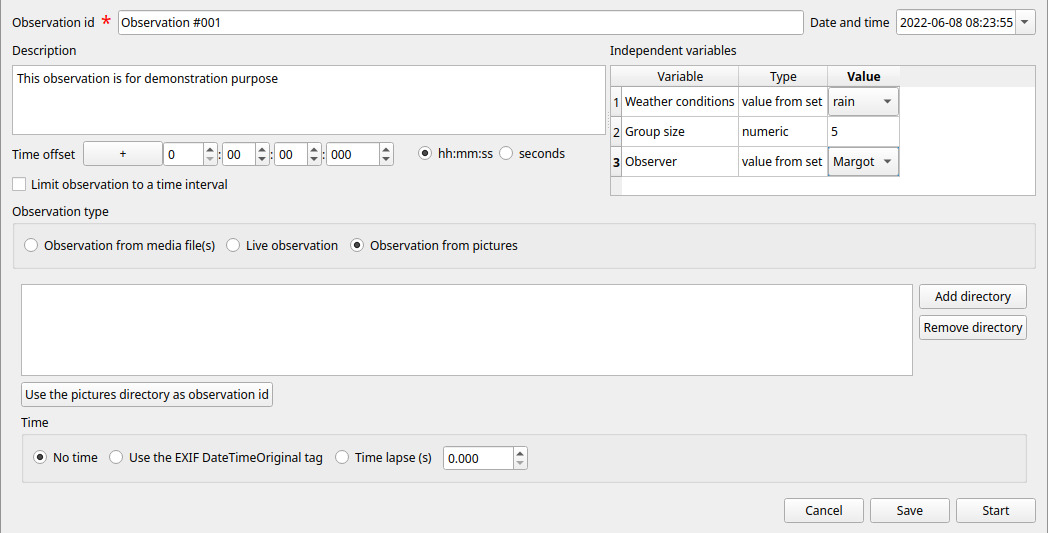 Observation id * Observation #001 Date and time 2022-06-08 08:23:55
Description
This observation is for demonstration purpose
Independent variables
Variable Type Value
1 Weather conditions value from set rain
2 Group size numeric 5
3 Observer value from set Margot
Time offset + 0 : 00 : 00 : 000 hh:mm:ss seconds
Limit observation to a time interval
Observation type
Observation from media file(s) Live observation Observation from pictures
Add directory
Remove directory
Use the pictures directory as observation id
Time
No time Use the EXIF DateTimeOriginal tag Time lapse (s) 0.000
Cancel Save Start